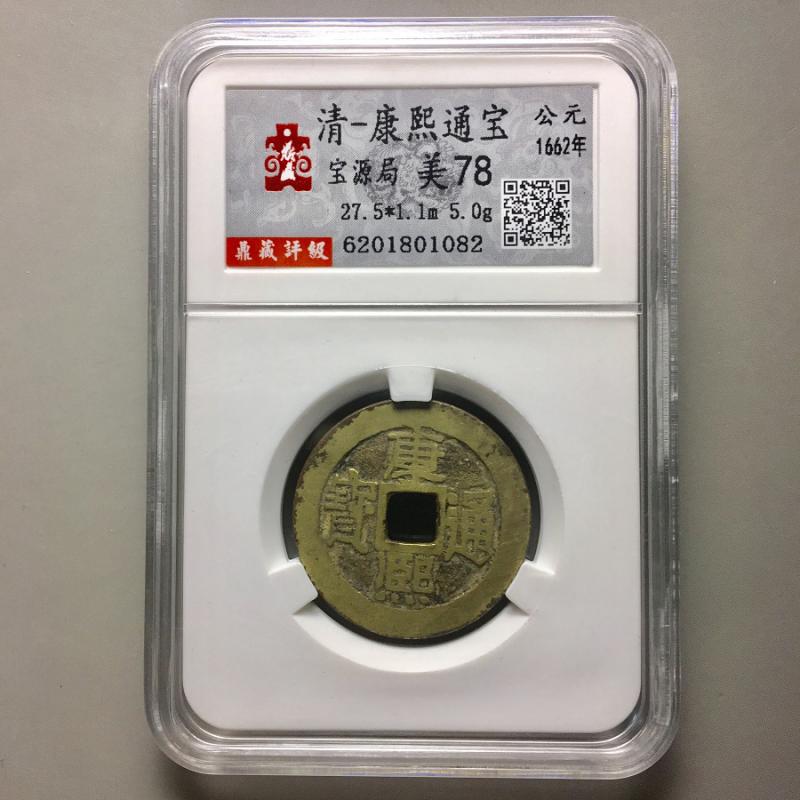 清-康熙通宝
公元
1662年
宝源局 美78
27.5*1.1m 5.0g
鼎藏評級
6201801082
康熙通寶